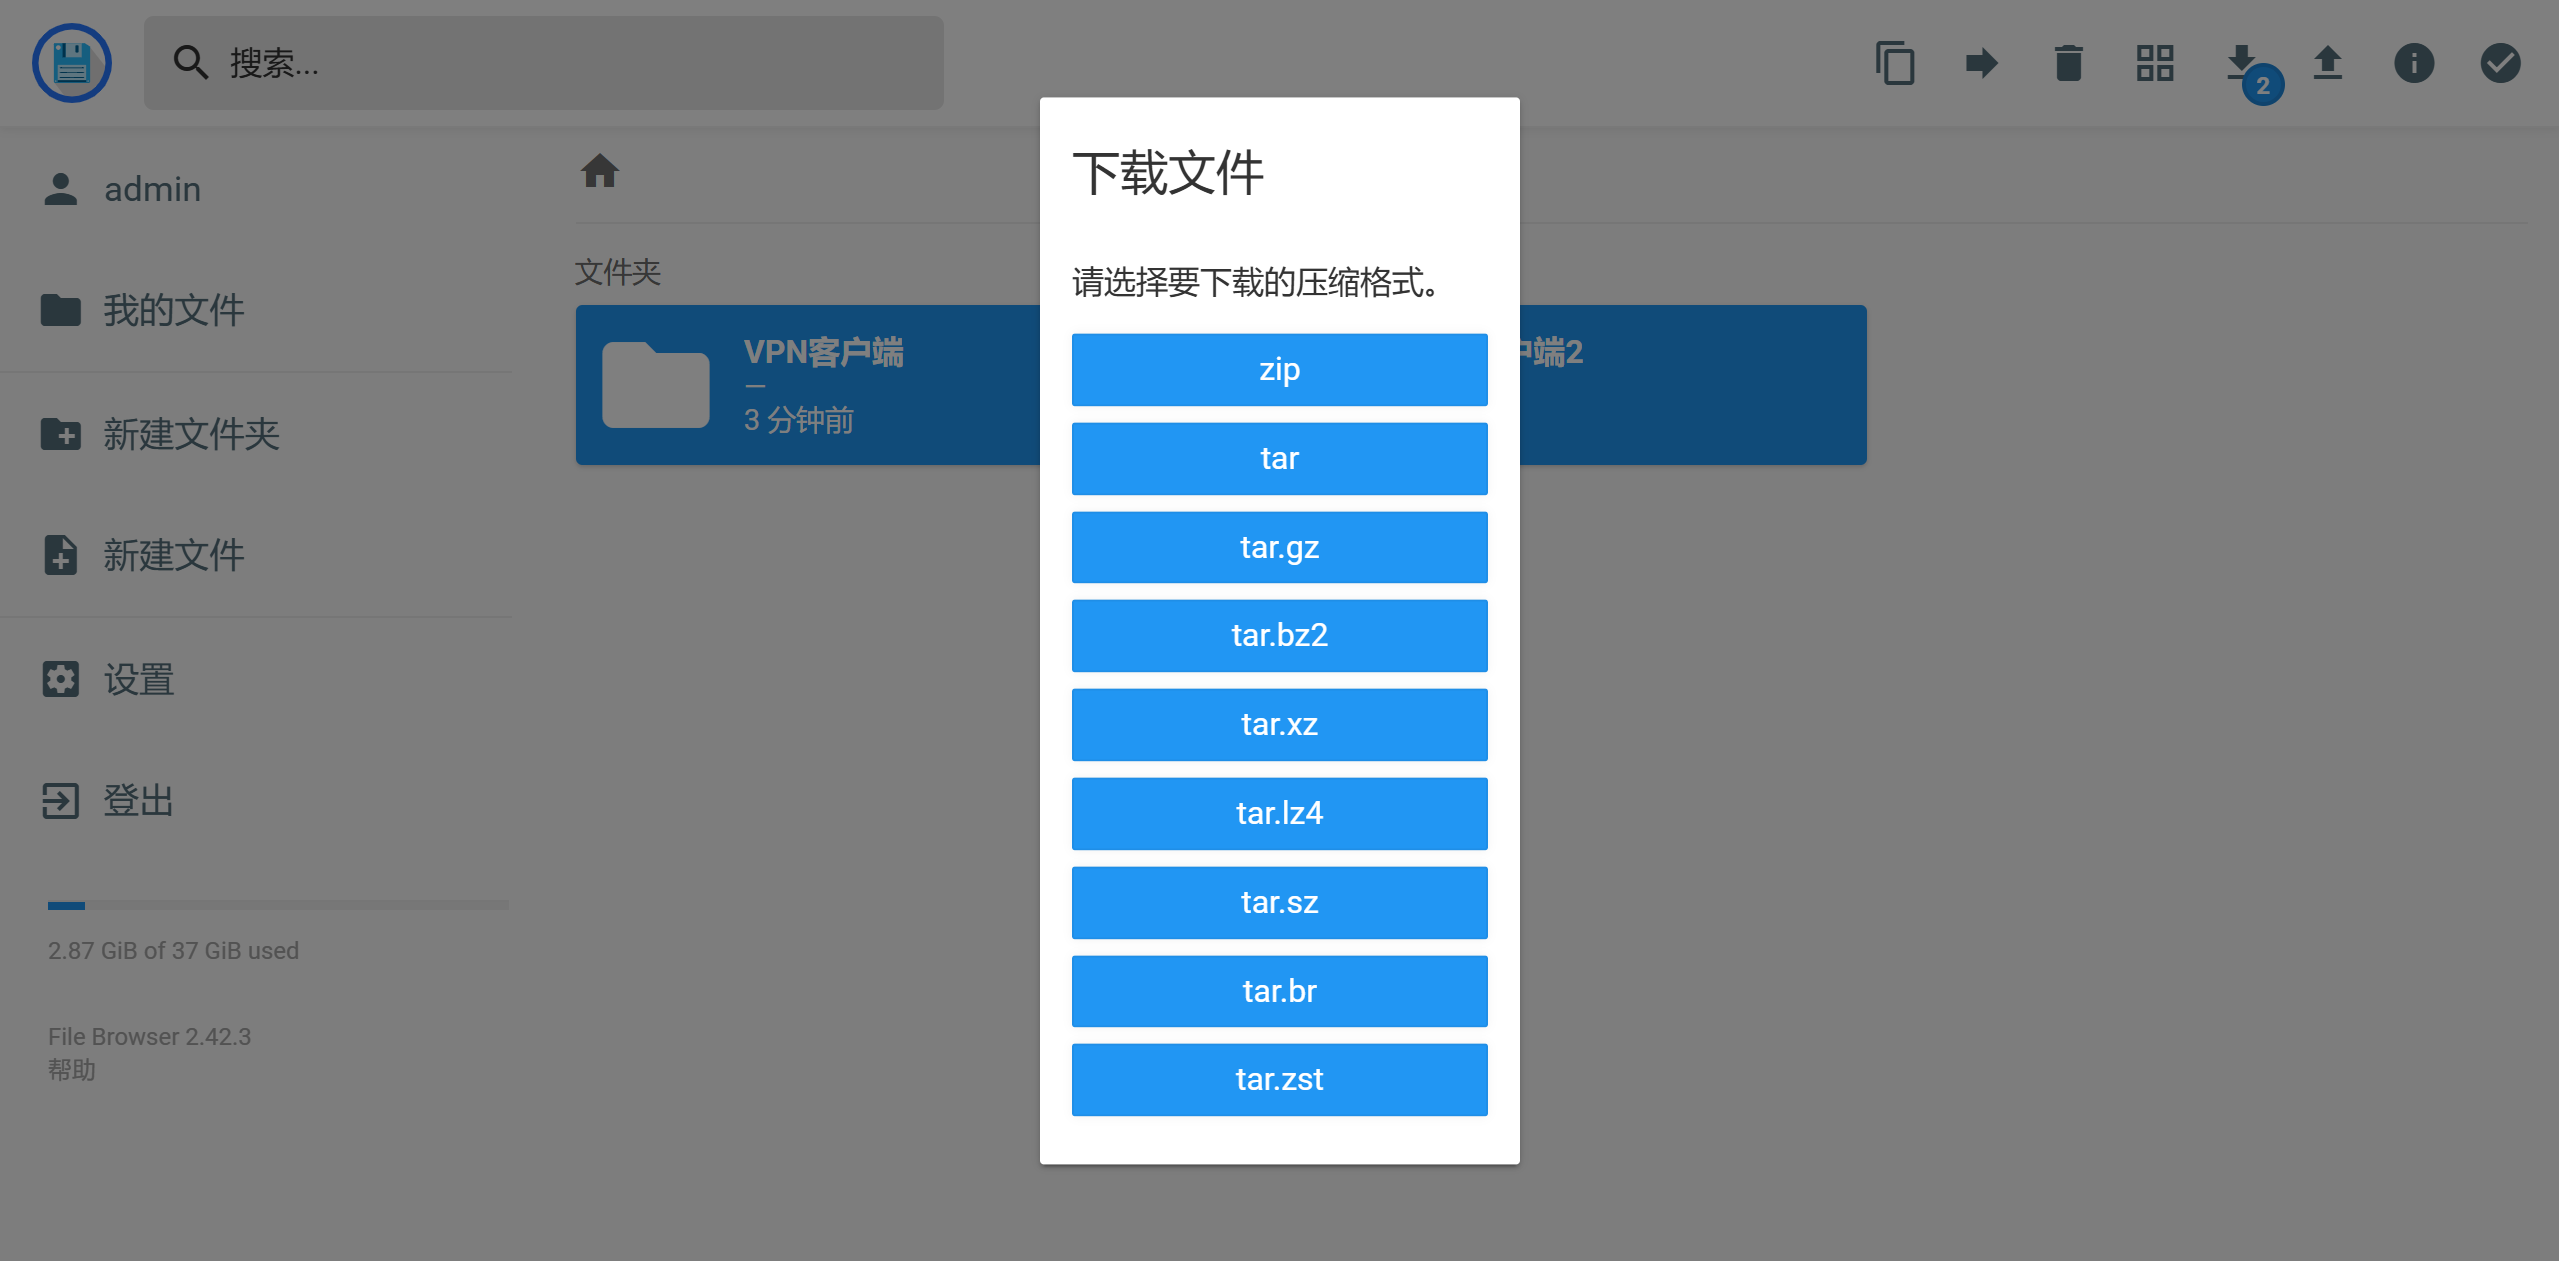 搜索...
2
admin
我的文件
新建文件夹
新建文件
设置
登出
2.87 GiB of 37 GiB used
File Browser 2.42.3
帮助
文件夹
VPN客户端
—
3 分钟前
户端2
下载文件
请选择要下载的压缩格式。
zip
tar
tar.gz
tar.bz2
tar.xz
tar.lz4
tar.sz
tar.br
tar.zst